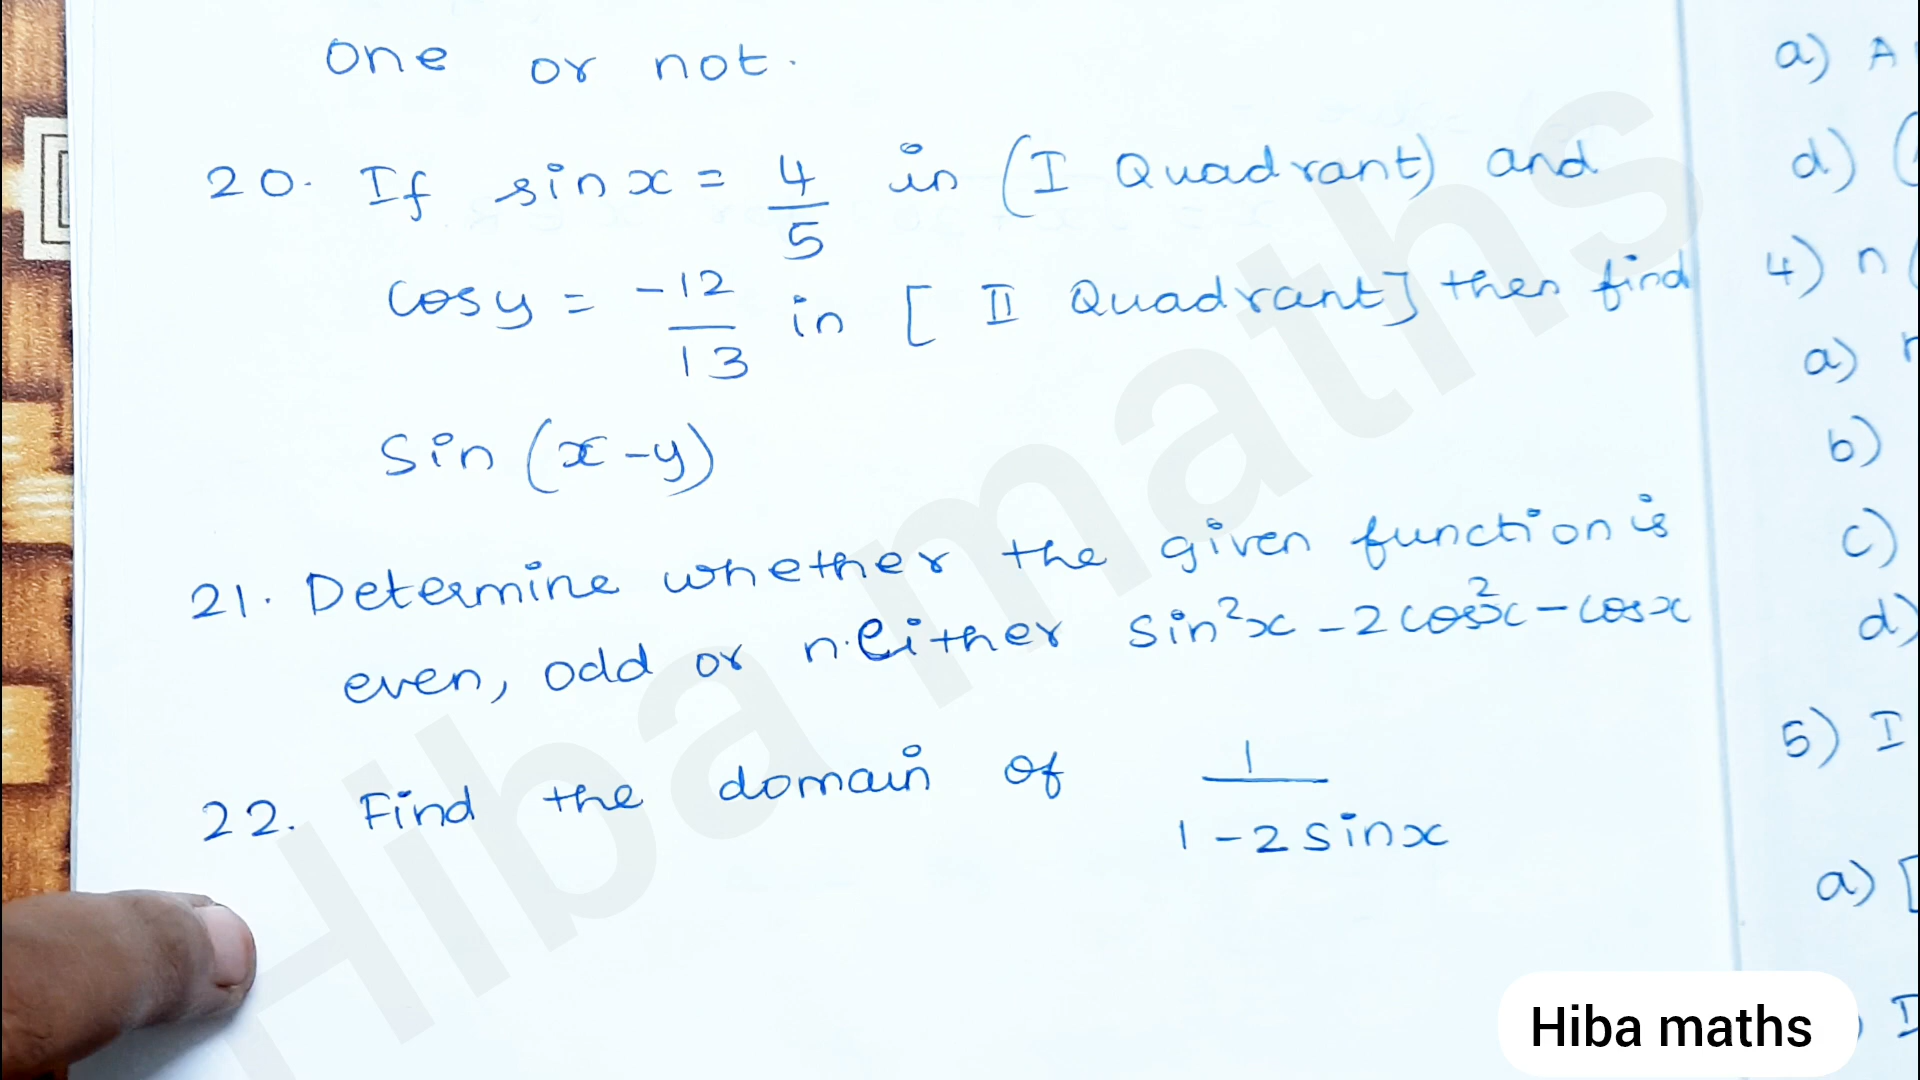 one or not.
20. If sin x = 4/5 in (I Quadrant) and
cos y = -12/13 in [ II Quadrant] then find
Sin (x-y)
21. Determine whether the given function is
even, odd or neither sin²x - 2cos²x - cosx
22. Find the domain of 1/(1-2sinx)
a) A
d) (
4) n
a)
b)
c)
d)
5) I
a) [
Hiba maths
Hiba maths